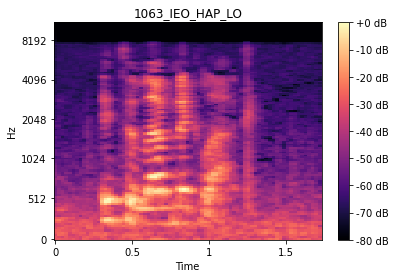 1063_IEO_HAP_LO
Hz
8192
4096
2048
1024
512
0
0
0.5
1
1.5
Time
+0 dB
-10 dB
-20 dB
-30 dB
-40 dB
-50 dB
-60 dB
-70 dB
-80 dB